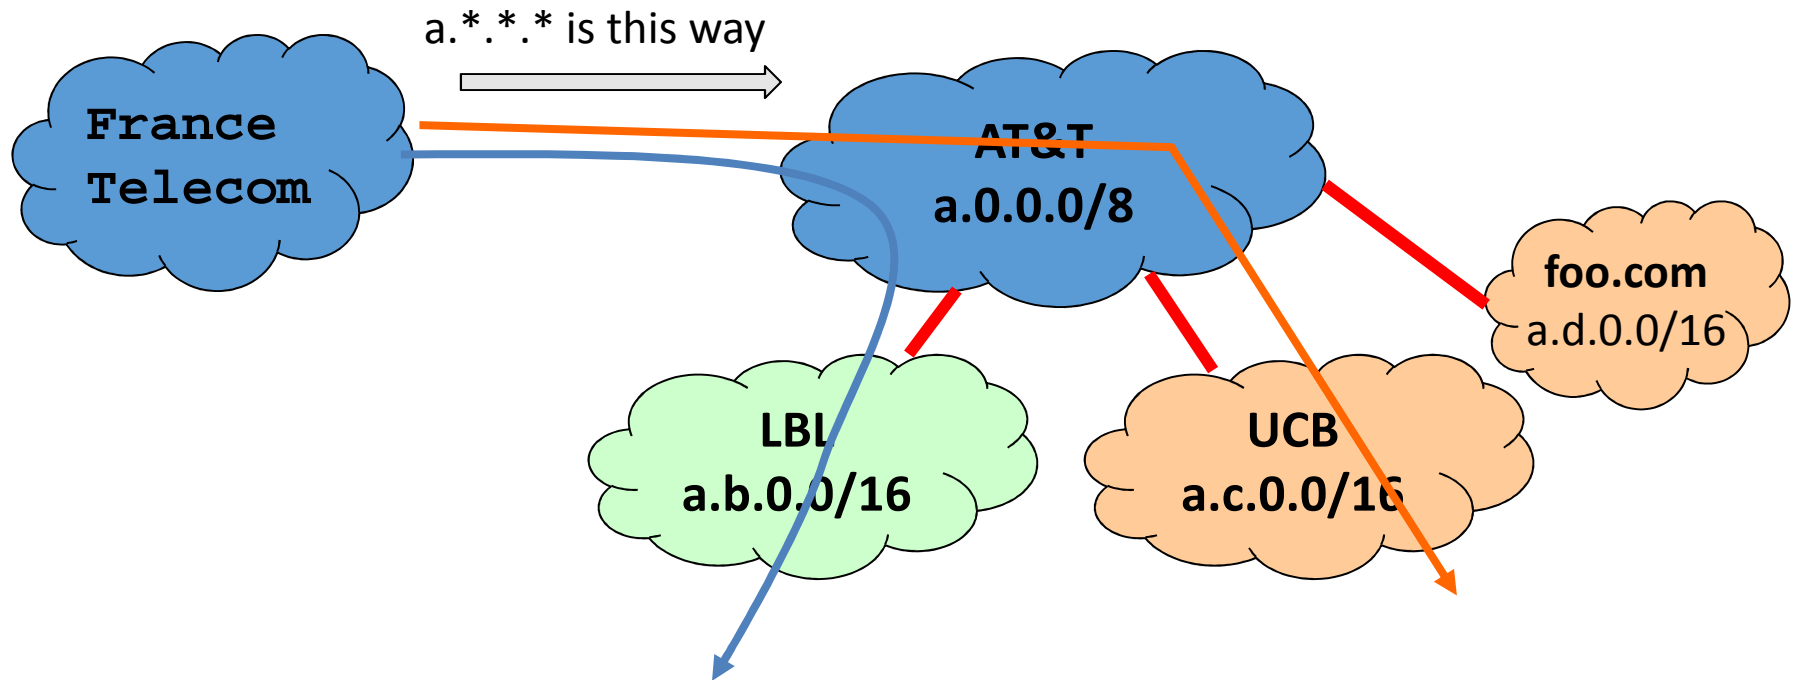 a.*.*.* is this way
France
Telecom
AT&T
a.0.0.0/8
foo.com
a.d.0.0/16
LBL
a.b.0.0/16
UCB
a.c.0.0/16